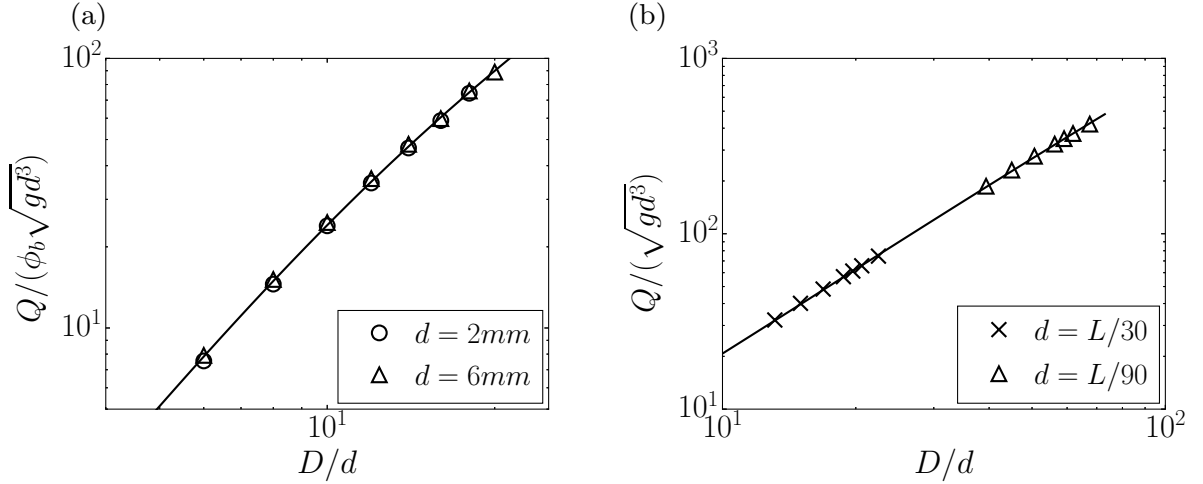 (a)
10^2
10^1
Q/(ϕ_b√gd^3)
10^1
D/d
d = 2mm
d = 6mm
(b)
10^3
10^2
10^1
Q/(√gd^3)
10^1
10^2
D/d
d = L/30
d = L/90